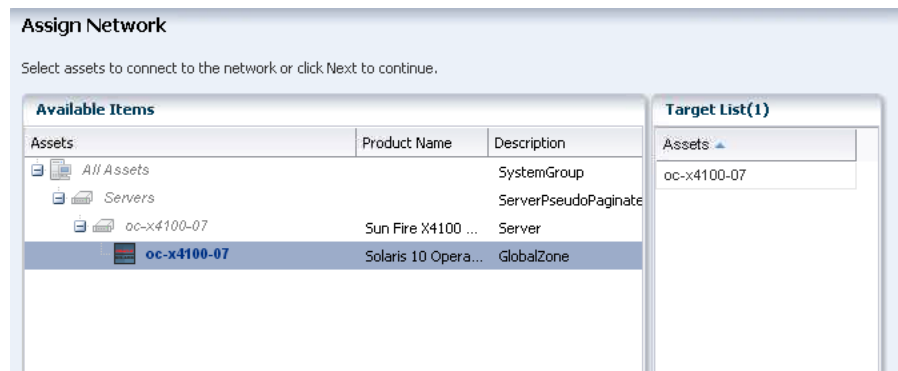 Assign Network
Select assets to connect to the network or click Next to continue.
Available Items
Target List(1)
Assets Product Name Description
Assets
All Assets SystemGroup
oc-x4100-07
Servers ServerPseudoPaginate
oc-x4100-07 Sun Fire X4100 ... Server
oc-x4100-07 Solaris 10 Opera... GlobalZone